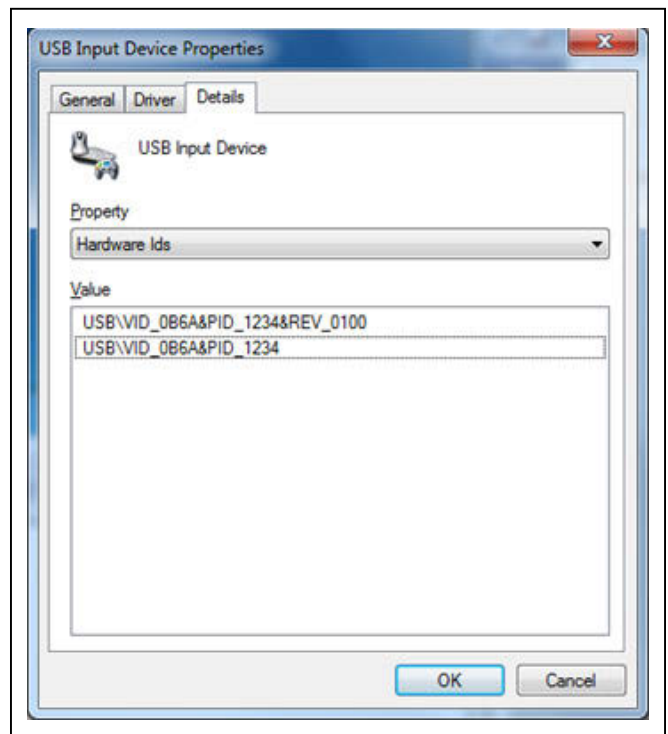 USB Input Device Properties
General Driver Details
USB Input Device
Property
Hardware Ids
Value
USB\VID_0B6A&PID_1234&REV_0100
USB\VID_0B6A&PID_1234
OK Cancel